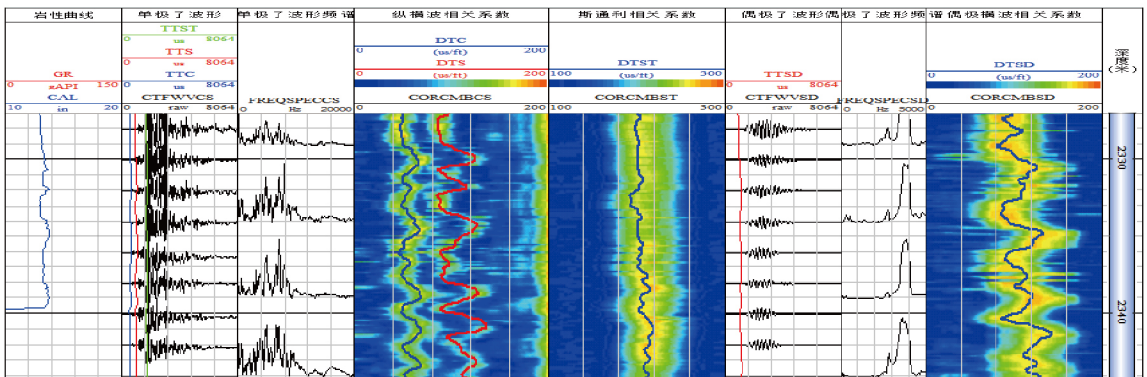 岩性曲线
GR
0 gAPI 150
CAL
10 in 20
单极子波形
TTST
0 us 8064
TTS
0 us 8064
TTC
0 us 8064
CTFWVCS
0 raw 8064
单极子波形频谱
FREQSPECCS
0 Hz 20000
纵横波相关系数
DTC
0 (us/ft) 200
DTS
0 (us/ft) 200
CORCMBCS
0 200
斯通利相关系数
DTST
100 (us/ft) 300
CORCMBST
100 300
偶极子波形
TTSD
0 us 8064
CTFWVSD
0 raw 8064
偶极子波形频谱
FREQSPECSD
0 Hz 5000
偶极横波相关系数
DTSD
0 (us/ft) 200
CORCMBSD
0 200
深度(米)
2330
2340